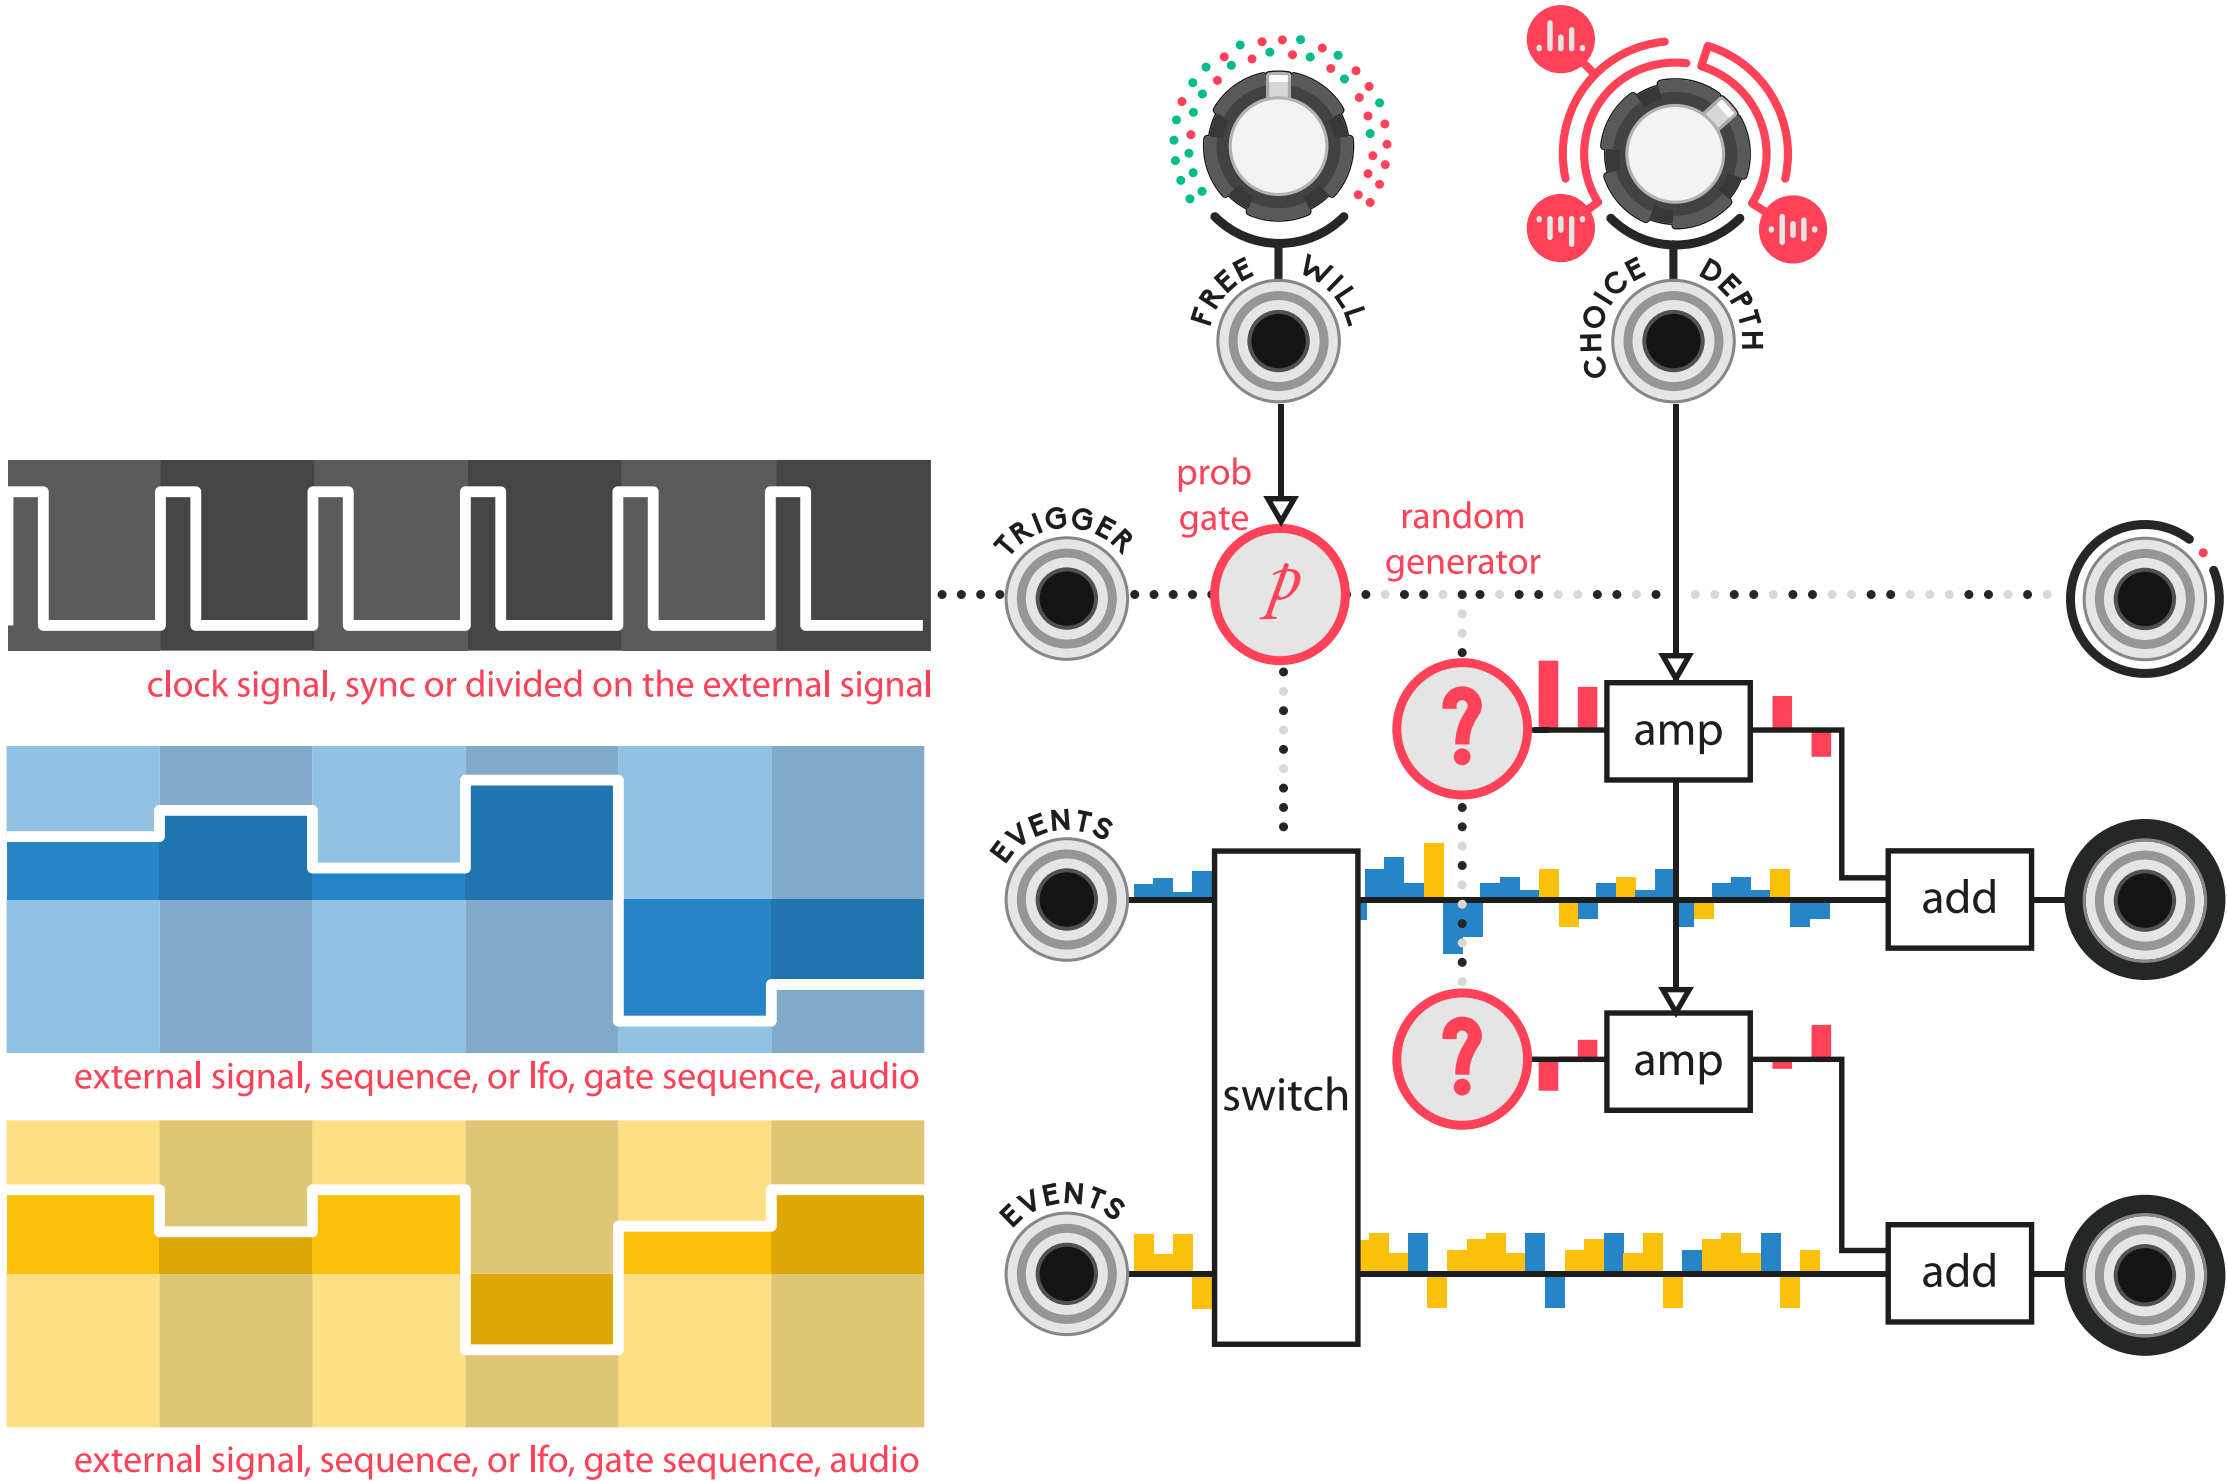 FREE WILL
CHOICE DEPTH
prob
gate
random
generator
TRIGGER
p
clock signal, sync or divided on the external signal
?
amp
EVENTS
add
external signal, sequence, or lfo, gate sequence, audio
?
amp
switch
EVENTS
add
external signal, sequence, or lfo, gate sequence, audio